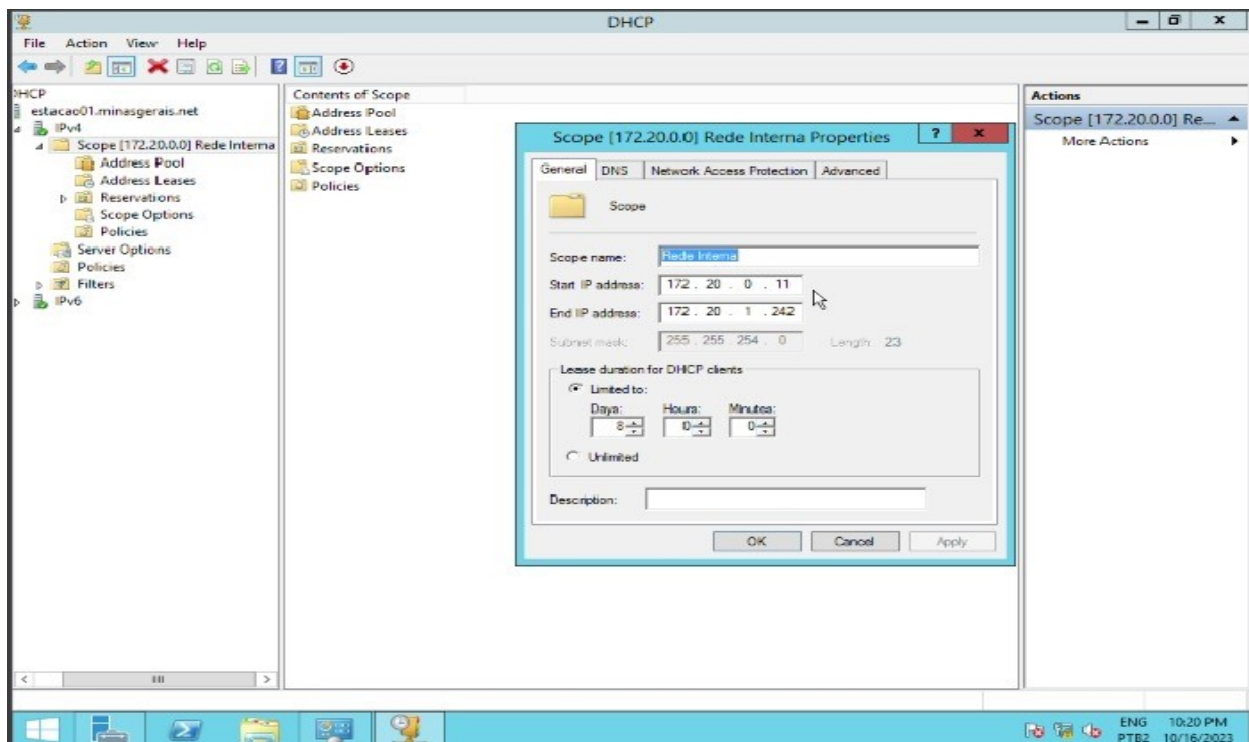 DHCP
File Action View Help
DHCP
estacao01.minasgerais.net
IPv4
Scope [172.20.0.0] Rede Interna
Address Pool
Address Leases
Reservations
Scope Options
Policies
Server Options
Policies
Filters
IPv6
Contents of Scope
Address Pool
Address Leases
Reservations
Scope Options
Policies
Scope [172.20.0.0] Rede Interna Properties ? x
General DNS Network Access Protection Advanced
Scope
Scope name: Rede Interna
Start IP address: 172 . 20 . 0 . 11
End IP address: 172 . 20 . 1 . 242
Subnet mask: 255 . 255 . 254 . 0 Length: 23
Lease duration for DHCP clients
Limited to:
Days: Hours: Minutes:
8 0 0
Unlimited
Description:
OK Cancel Apply
Actions
Scope [172.20.0.0] Re...
More Actions
ENG 10:20 PM
PTB2 10/16/2023